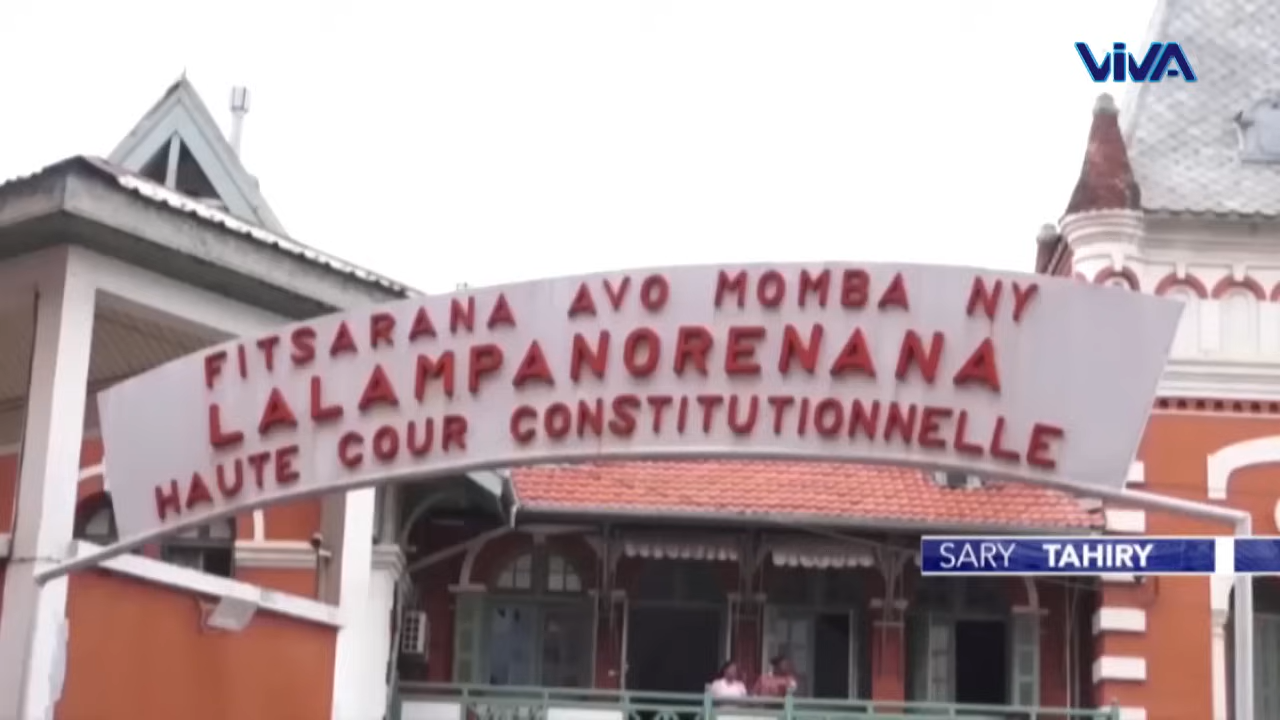 VIVA
FITSARANA AVO MOMBA NY
LALAMPANORENANA
HAUTE COUR CONSTITUTIONNELLE
SARY TAHIRY